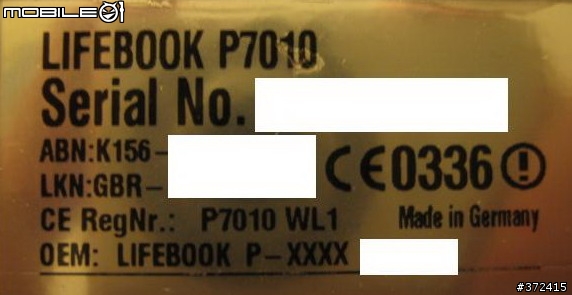 MOBILE01
LIFEBOOK P7010
Serial No.
ABN:K156-
LKN:GBR-
CE0336
CE RegNr.: P7010 WL1 Made in Germany
OEM: LIFEBOOK P-XXXX
#372415